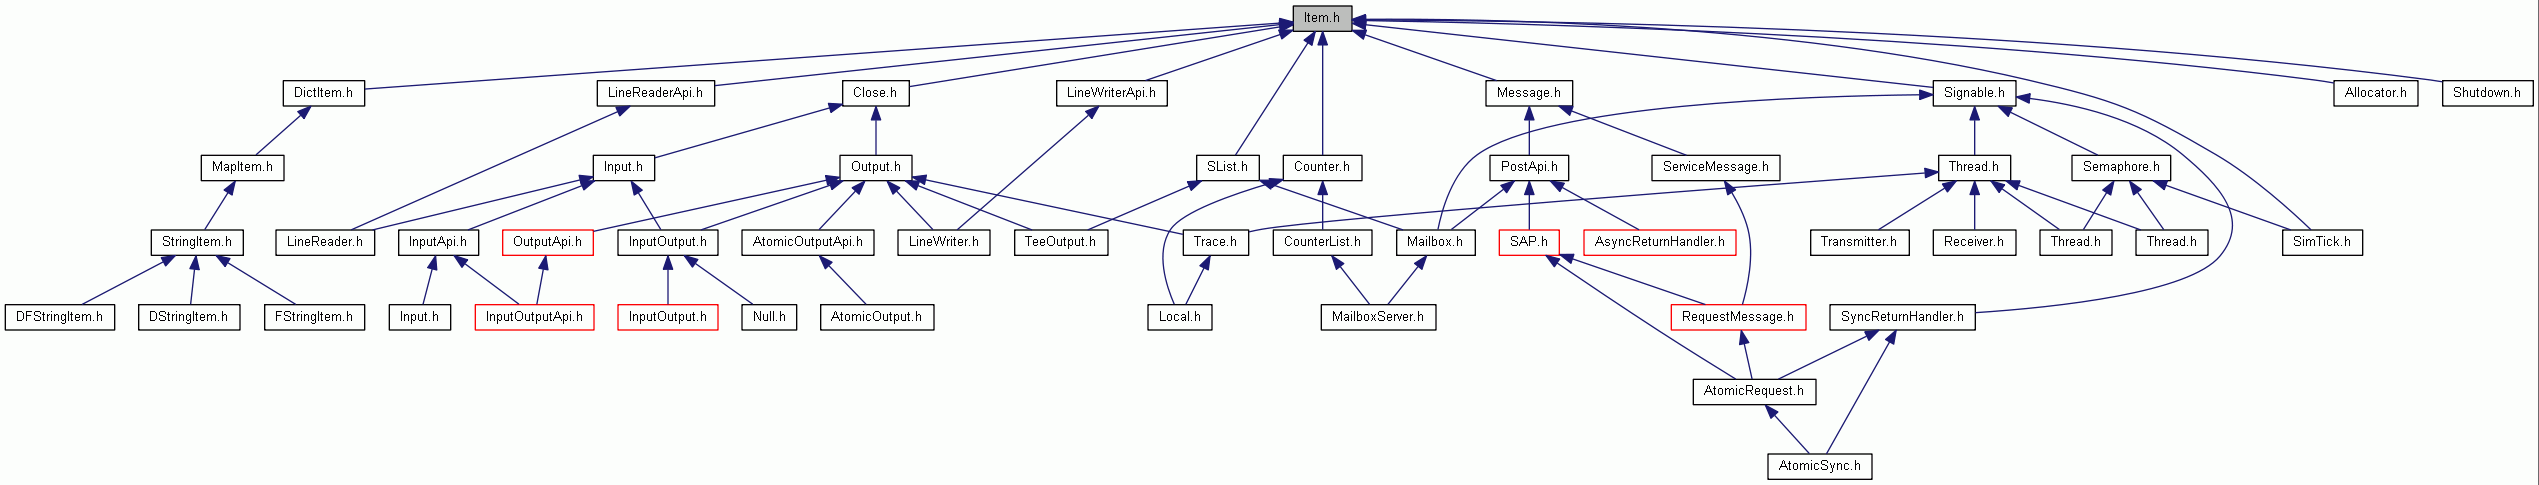 Item.h
DictItem.h
LineReaderApi.h
Close.h
LineWriterApi.h
Message.h
Signable.h
Allocator.h
Shutdown.h
MapItem.h
Input.h
Output.h
SList.h
Counter.h
PostApi.h
ServiceMessage.h
Thread.h
Semaphore.h
StringItem.h
LineReader.h
InputApi.h
OutputApi.h
InputOutput.h
AtomicOutputApi.h
LineWriter.h
TeeOutput.h
Trace.h
CounterList.h
Mailbox.h
SAP.h
AsyncReturnHandler.h
Transmitter.h
Receiver.h
Thread.h
Thread.h
SimTick.h
DFStringItem.h
DStringItem.h
FStringItem.h
Input.h
InputOutputApi.h
InputOutput.h
Null.h
AtomicOutput.h
Local.h
MailboxServer.h
RequestMessage.h
SyncReturnHandler.h
AtomicRequest.h
AtomicSync.h